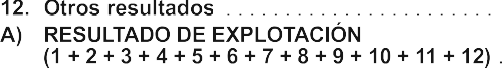 12. Otros resultados . . . . . . . . . . . . . . . . . . . . . .
A) RESULTADO DE EXPLOTACIÓN
(1 + 2 + 3 + 4 + 5 + 6 + 7 + 8 + 9 + 10 + 11 + 12) .